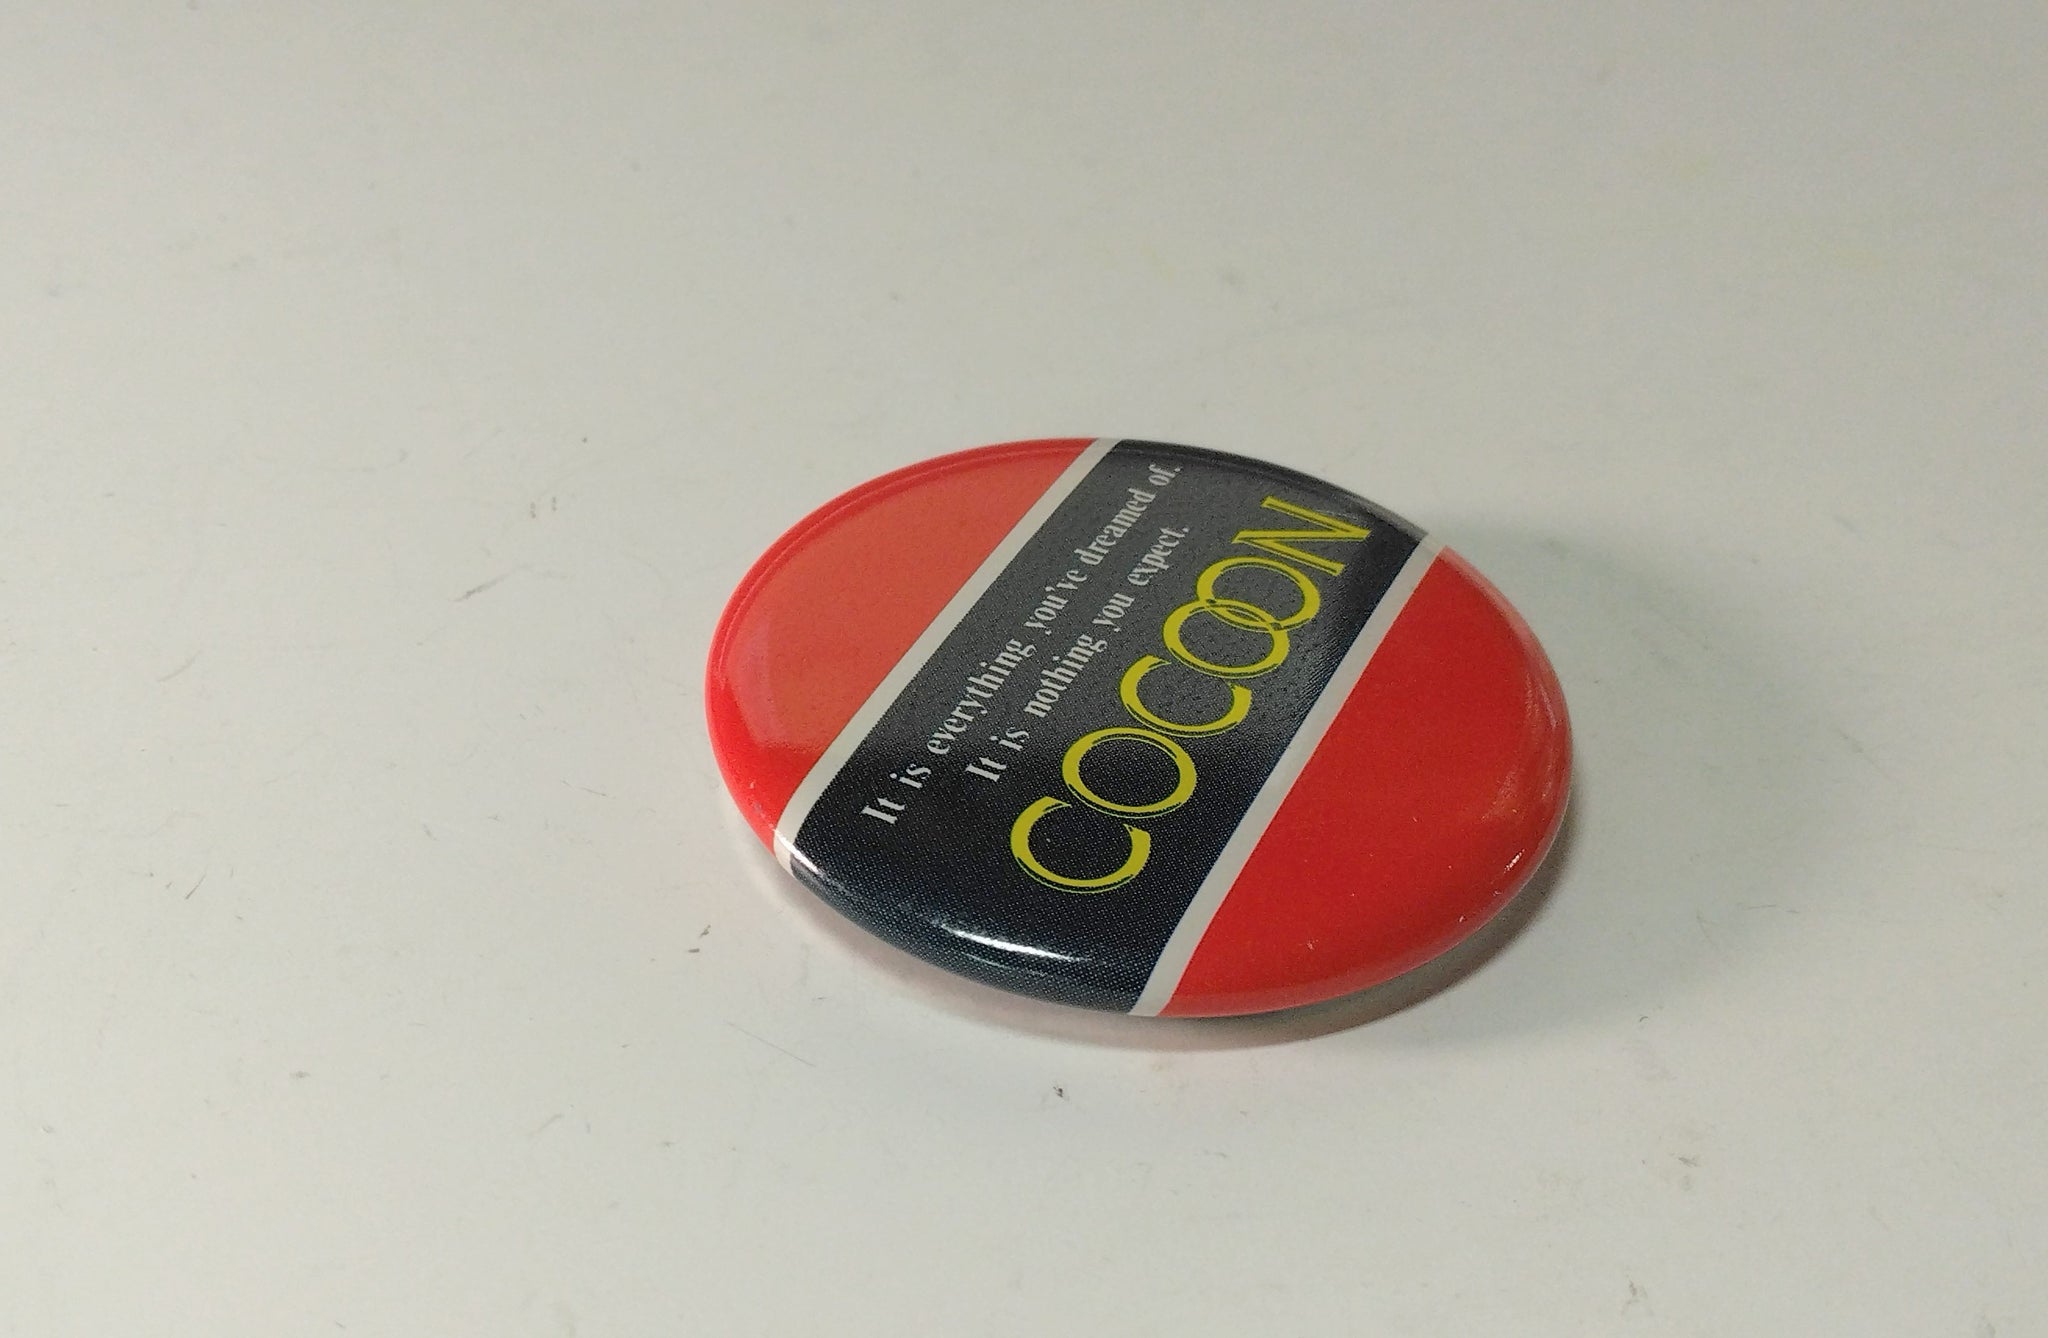 It is everything you've dreamed of.
It is nothing you expect.
COCOON